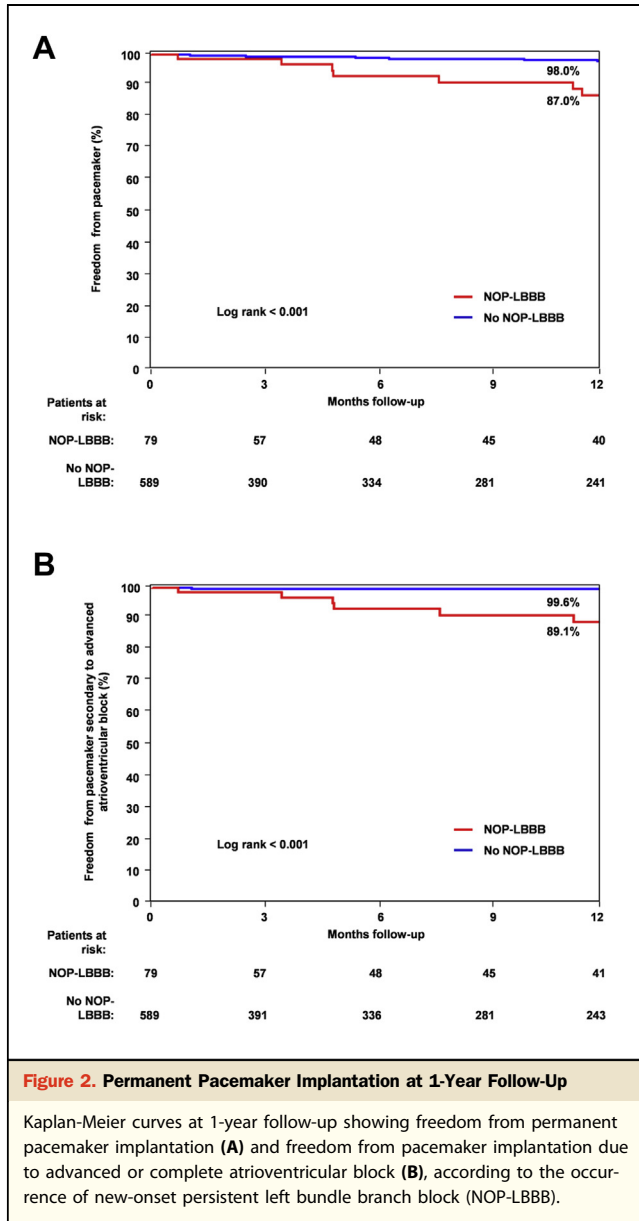 A
Freedom from pacemaker (%)
100
90
80
70
60
50
40
30
20
10
0
98.0%
87.0%
NOP-LBBB
No NOP-LBBB
Log rank < 0.001
0 3 6 9 12
Months follow-up
Patients at
risk:
NOP-LBBB: 79 57 48 45 40
No NOP-
LBBB: 589 390 334 281 241
B
Freedom from pacemaker secondary to advanced
atrioventricular block (%)
100
90
80
70
60
50
40
30
20
10
0
99.6%
89.1%
NOP-LBBB
No NOP-LBBB
Log rank < 0.001
0 3 6 9 12
Months follow-up
Patients at
risk:
NOP-LBBB: 79 57 48 45 41
No NOP-
LBBB: 589 391 336 281 243
Figure 2. Permanent Pacemaker Implantation at 1-Year Follow-Up
Kaplan-Meier curves at 1-year follow-up showing freedom from permanent
pacemaker implantation (A) and freedom from pacemaker implantation due
to advanced or complete atrioventricular block (B), according to the occur-
rence of new-onset persistent left bundle branch block (NOP-LBBB).